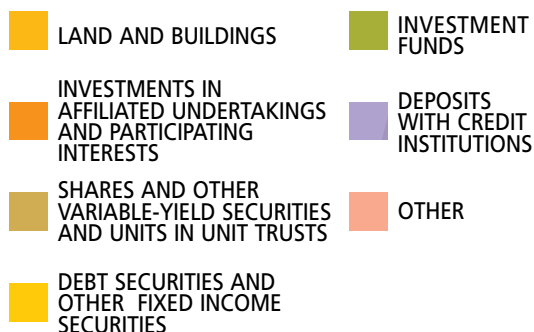 LAND AND BUILDINGS
INVESTMENTS IN
AFFILIATED UNDERTAKINGS
AND PARTICIPATING
INTERESTS
SHARES AND OTHER
VARIABLE-YIELD SECURITIES
AND UNITS IN UNIT TRUSTS
DEBT SECURITIES AND
OTHER FIXED INCOME
SECURITIES
INVESTMENT
FUNDS
DEPOSITS
WITH CREDIT
INSTITUTIONS
OTHER